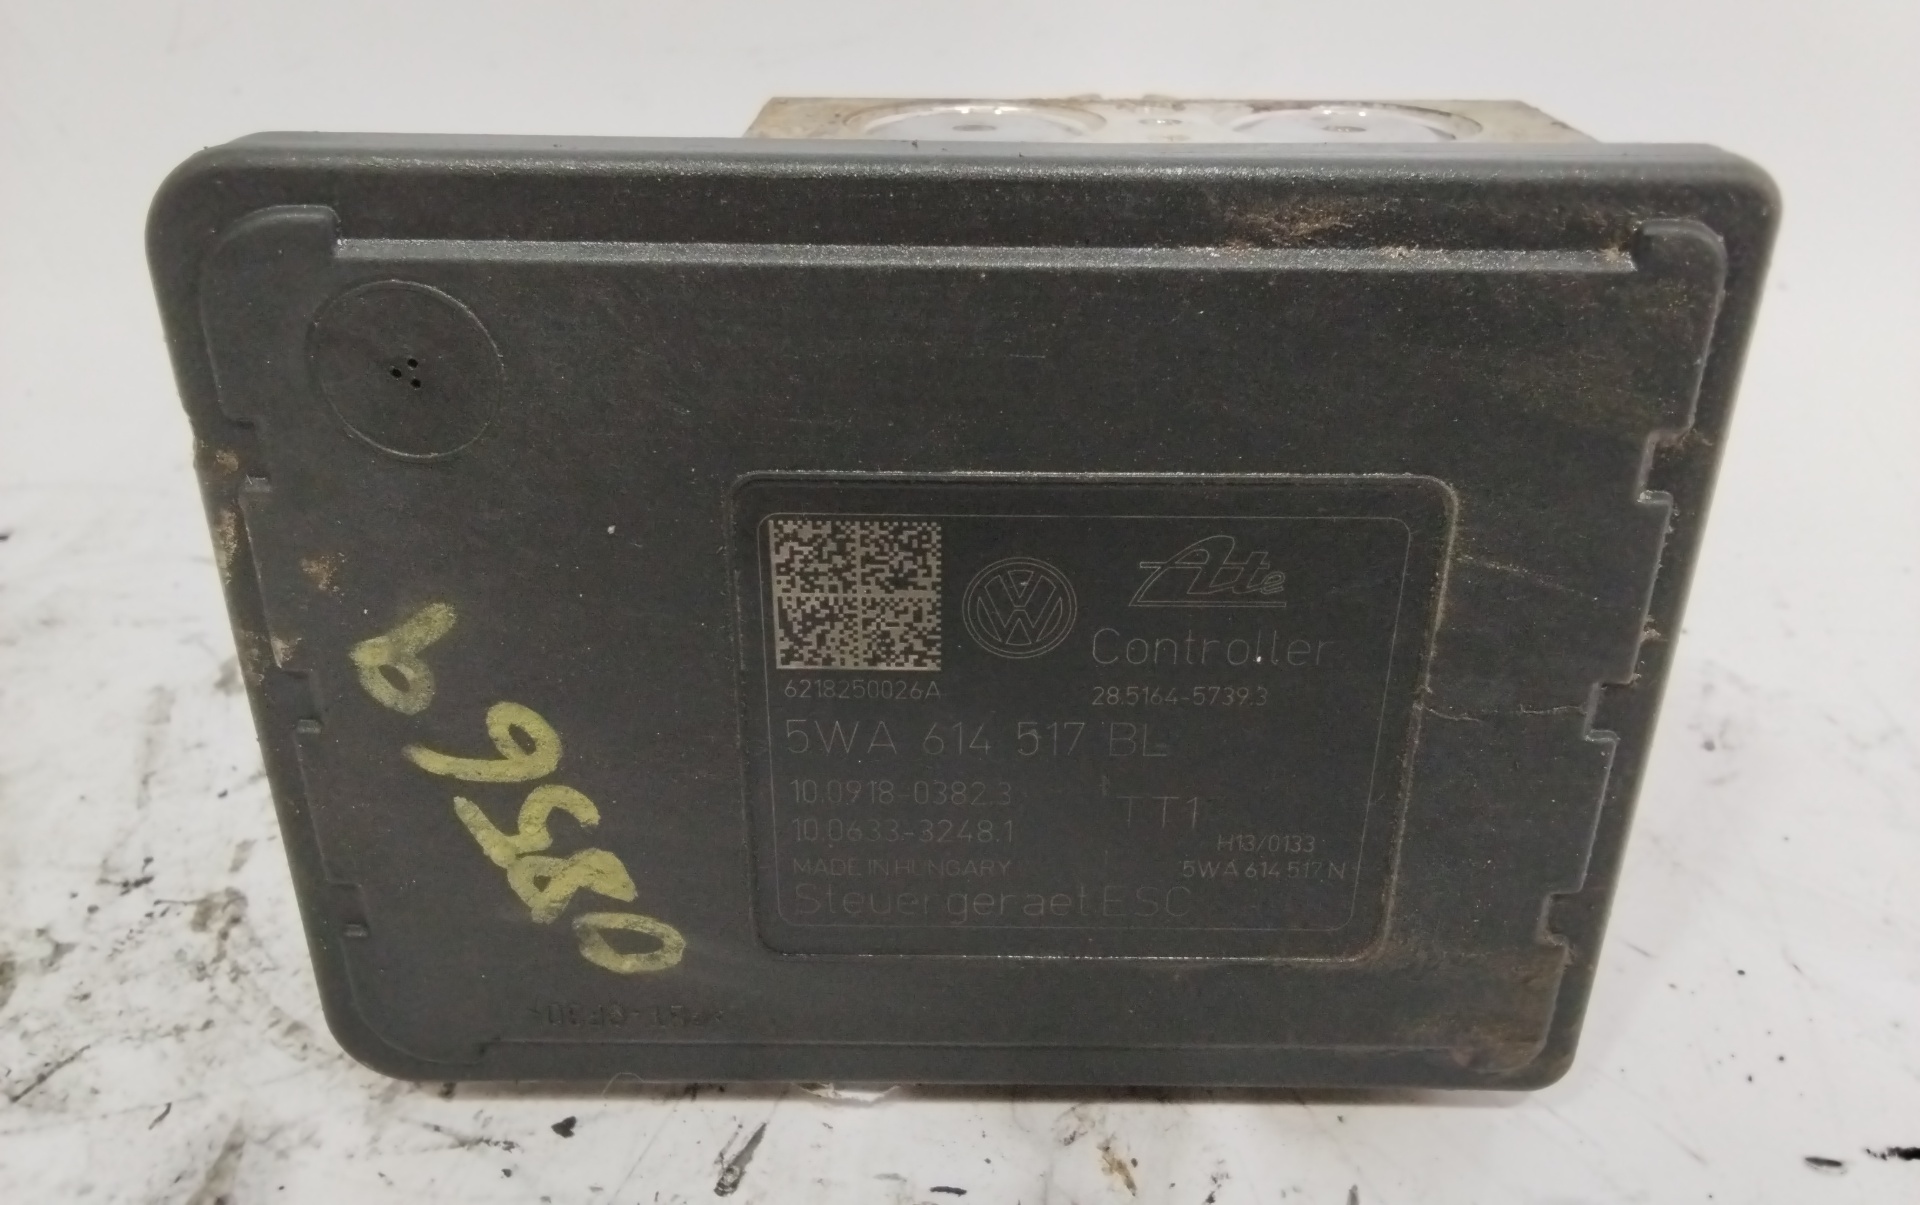 Ate
Controller
6218250026A
28.5164-5739.3
5WA 614 517 BL
10.0918-0382.3
TT1
10.0633-3248.1
H13/0133
MADE IN HUNGARY
5WA 614 517 N
Steuergeraet ESC